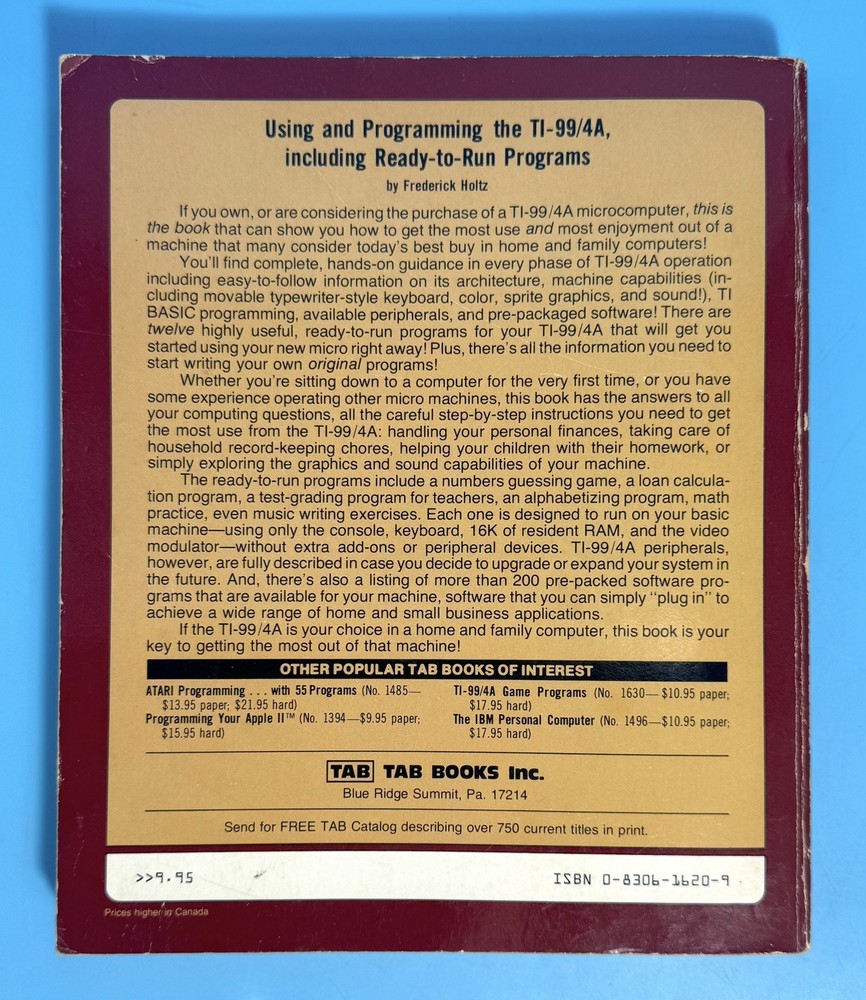 Using and Programming the TI-99/4A,
including Ready-to-Run Programs
by Frederick Holtz
If you own, or are considering the purchase of a TI-99/4A microcomputer, this is
the book that can show you how to get the most use and most enjoyment out of a
machine that many consider today's best buy in home and family computers!
You'll find complete, hands-on guidance in every phase of TI-99/4A operation
including easy-to-follow information on its architecture, machine capabilities (in-
cluding movable typewriter-style keyboard, color, sprite graphics, and sound!), TI
BASIC programming, available peripherals, and pre-packaged software! There are
twelve highly useful, ready-to-run programs for your TI-99/4A that will get you
started using your new micro right away! Plus, there's all the information you need to
start writing your own original programs!
Whether you're sitting down to a computer for the very first time, or you have
some experience operating other micro machines, this book has the answers to all
your computing questions, all the careful step-by-step instructions you need to get
the most use from the TI-99/4A: handling your personal finances, taking care of
household record-keeping chores, helping your children with their homework, or
simply exploring the graphics and sound capabilities of your machine.
The ready-to-run programs include a numbers guessing game, a loan calcula-
tion program, a test-grading program for teachers, an alphabetizing program, math
practice, even music writing exercises. Each one is designed to run on your basic
machine—using only the console, keyboard, 16K of resident RAM, and the video
modulator—without extra add-ons or peripheral devices. TI-99/4A peripherals,
however, are fully described in case you decide to upgrade or expand your system in
the future. And, there's also a listing of more than 200 pre-packed software pro-
grams that are available for your machine, software that you can simply "plug in" to
achieve a wide range of home and small business applications.
If the TI-99/4A is your choice in a home and family computer, this book is your
key to getting the most out of that machine!
OTHER POPULAR TAB BOOKS OF INTEREST
ATARI Programming . . . with 55 Programs (No. 1485—
$13.95 paper; $21.95 hard)
Programming Your Apple II™ (No. 1394—$9.95 paper;
$15.95 hard)
TI-99/4A Game Programs (No. 1630—$10.95 paper;
$17.95 hard)
The IBM Personal Computer (No. 1496—$10.95 paper;
$17.95 hard)
TAB TAB BOOKS Inc.
Blue Ridge Summit, Pa. 17214
Send for FREE TAB Catalog describing over 750 current titles in print.
>>9.95
ISBN 0-8306-1620-9
Prices higher in Canada